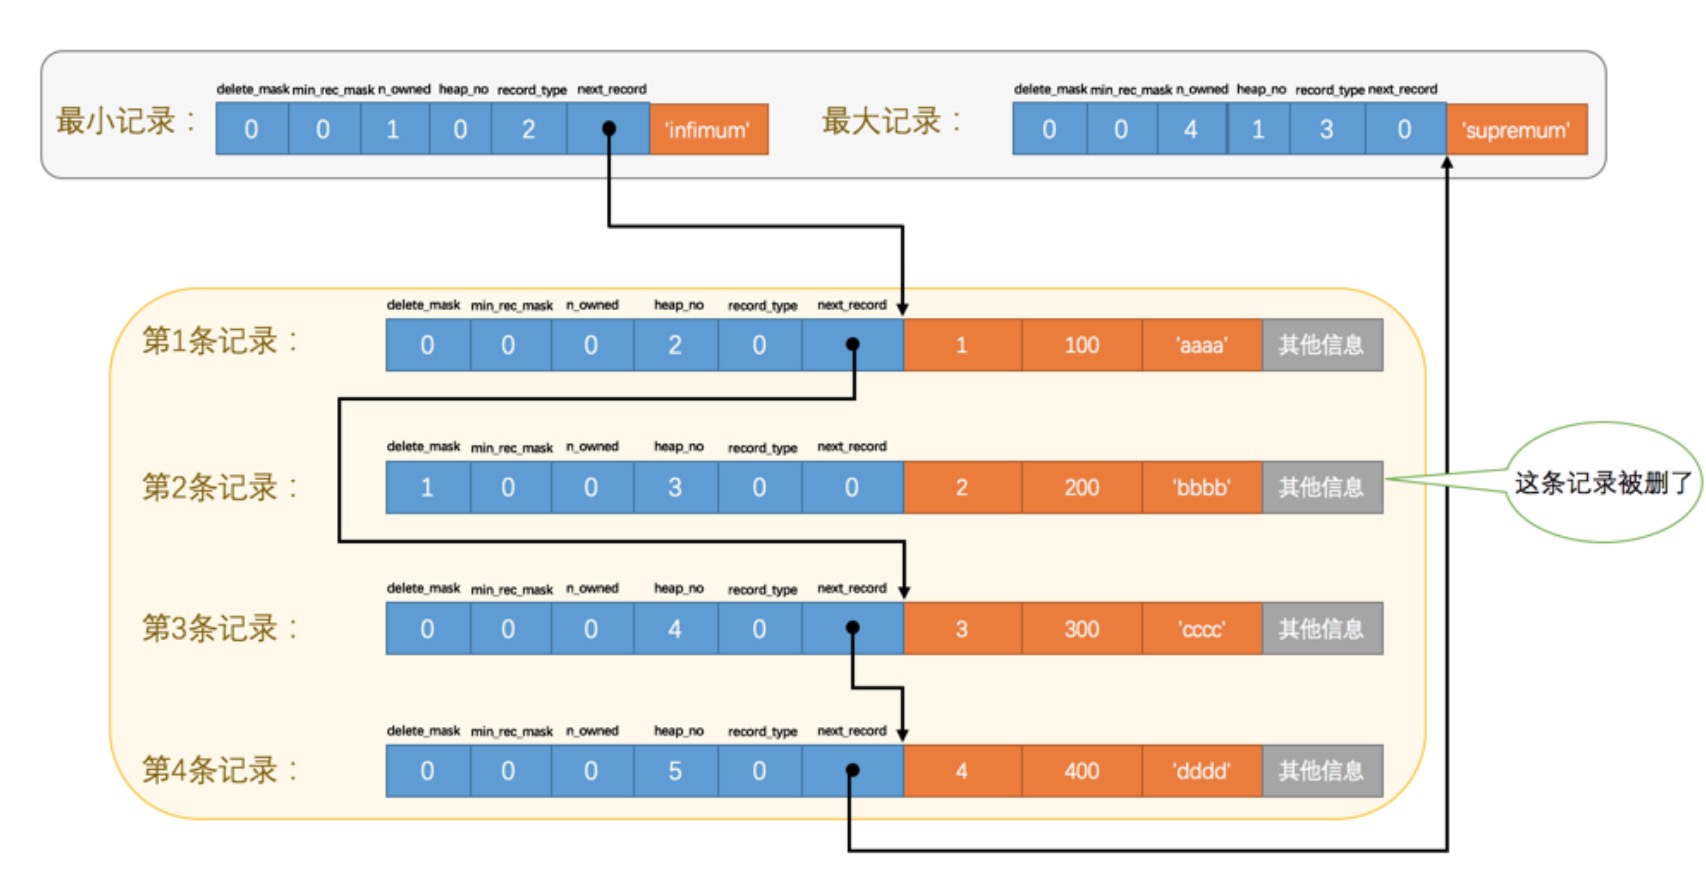 delete_mask min_rec_mask n_owned heap_no record_type next_record
最小记录： 0 0 1 0 2 'infimum'
delete_mask min_rec_mask n_owned heap_no record_type next_record
最大记录： 0 0 4 1 3 0 'supremum'
delete_mask min_rec_mask n_owned heap_no record_type next_record
第1条记录： 0 0 0 2 0 1 100 'aaaa' 其他信息
delete_mask min_rec_mask n_owned heap_no record_type next_record
第2条记录： 1 0 0 3 0 0 2 200 'bbbb' 其他信息
这条记录被删了
delete_mask min_rec_mask n_owned heap_no record_type next_record
第3条记录： 0 0 0 4 0 3 300 'cccc' 其他信息
delete_mask min_rec_mask n_owned heap_no record_type next_record
第4条记录： 0 0 0 5 0 4 400 'dddd' 其他信息